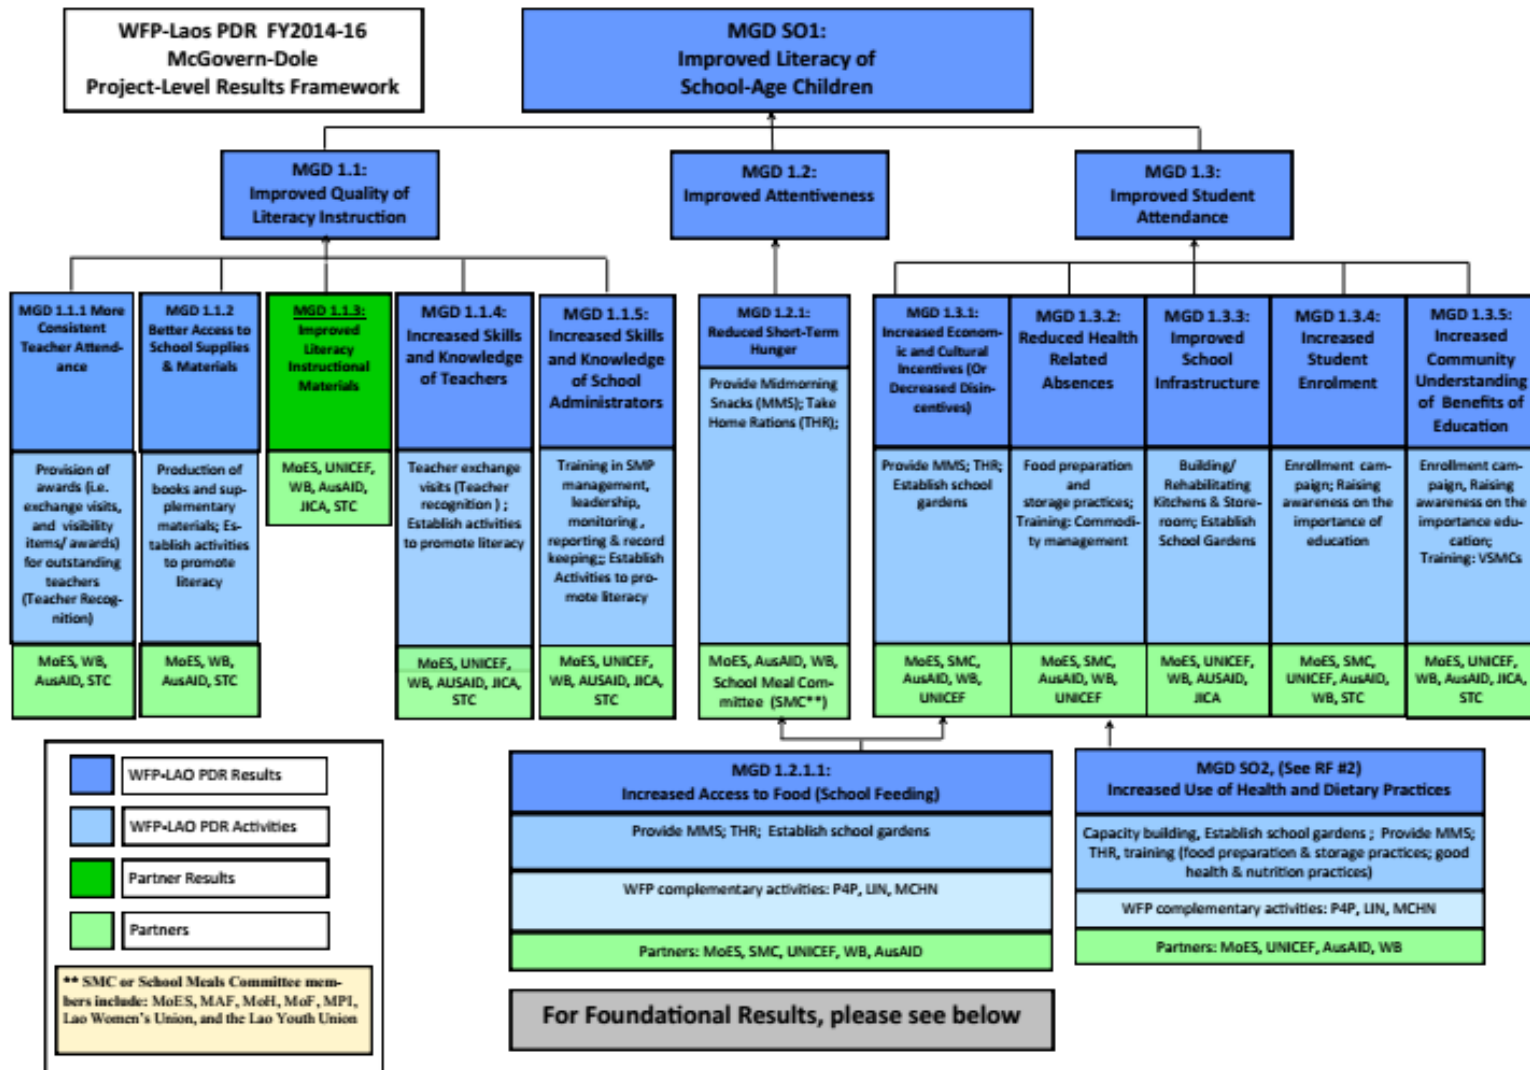 WFP-Laos PDR FY2014-16
McGovern-Dole
Project-Level Results Framework
MGD SO1:
Improved Literacy of
School-Age Children
MGD 1.1:
Improved Quality of
Literacy Instruction
MGD 1.2:
Improved Attentiveness
MGD 1.3:
Improved Student
Attendance
MGD 1.1.1 More
Consistent
Teacher Attend-
ance
Provision of
awards (i.e.
exchange visits,
and visibility
items/ awards)
for outstanding
teachers
(Teacher Recog-
nition)
MoES, WB,
AusAID, STC
MGD 1.1.2
Better Access to
School Supplies
& Materials
Production of
books and sup-
plementary
materials; Es-
tablish activities
to promote
literacy
MoES, WB,
AusAID, STC
MGD 1.1.3:
Improved
Literacy
Instructional
Materials
MoES, UNICEF,
WB, AusAID,
JICA, STC
MGD 1.1.4:
Increased Skills
and Knowledge
of Teachers
Teacher exchange
visits (Teacher
recognition ) ;
Establish activities
to promote literacy
MoES, UNICEF,
WB, AUSAID, JICA,
STC
MGD 1.1.5:
Increased Skills
and Knowledge
of School
Administrators
Training in SMP
management,
leadership,
monitoring ,
reporting & record
keeping;; Establish
Activities to pro-
mote literacy
MoES, UNICEF,
WB, AUSAID, JICA,
STC
MGD 1.2.1:
Reduced Short-Term
Hunger
Provide Midmorning
Snacks (MMS); Take
Home Rations (THR);
MoES, AusAID, WB,
School Meal Com-
mittee (SMC**)
MGD 1.3.1:
Increased Econom-
ic and Cultural
Incentives (Or
Decreased Disin-
centives)
Provide MMS; THR;
Establish school
gardens
MoES, SMC,
AusAID, WB,
UNICEF
MGD 1.3.2:
Reduced Health
Related
Absences
Food preparation
and
storage practices;
Training: Commodi-
ty management
MoES, SMC,
AusAID, WB,
UNICEF
MGD 1.3.3:
Improved
School
Infrastructure
Building/
Rehabilitating
Kitchens & Store-
room; Establish
School Gardens
MoES, UNICEF,
WB, AUSAID,
JICA
MGD 1.3.4:
Increased
Student
Enrolment
Enrollment cam-
paign; Raising
awareness on the
importance of
education
MoES, SMC,
UNICEF, AusAID,
WB, STC
MGD 1.3.5:
Increased
Community
Understanding
of Benefits of
Education
Enrollment cam-
paign, Raising
awareness on the
importance edu-
cation;
Training: VSMCs
MoES, UNICEF,
WB, AusAID, JICA,
STC
MGD 1.2.1.1:
Increased Access to Food (School Feeding)
Provide MMS; THR; Establish school gardens
WFP complementary activities: P4P, LIN, MCHN
Partners: MoES, SMC, UNICEF, WB, AusAID
MGD SO2, (See RF #2)
Increased Use of Health and Dietary Practices
Capacity building, Establish school gardens ; Provide MMS;
THR, training (food preparation & storage practices; good
health & nutrition practices)
WFP complementary activities: P4P, LIN, MCHN
Partners: MoES, UNICEF, AusAID, WB
WFP-LAO PDR Results
WFP-LAO PDR Activities
Partner Results
Partners
** SMC or School Meals Committee mem-
bers include: MoES, MAF, MoH, MoF, MPI,
Lao Women's Union, and the Lao Youth Union
For Foundational Results, please see below